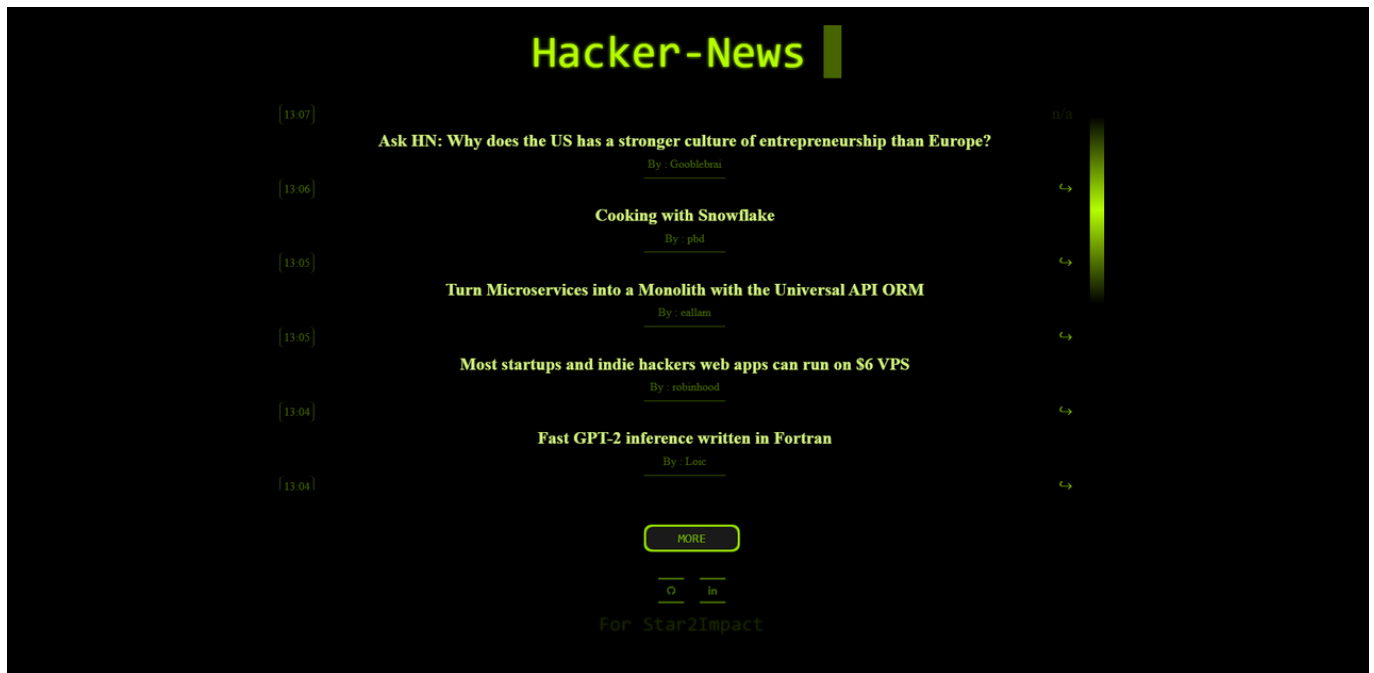 Hacker-News
[13:07] n/a
Ask HN: Why does the US has a stronger culture of entrepreneurship than Europe?
By : Gooblebrai
[13:06] ↪
Cooking with Snowflake
By : pbd
[13:05] ↪
Turn Microservices into a Monolith with the Universal API ORM
By : eallam
[13:05] ↪
Most startups and indie hackers web apps can run on $6 VPS
By : robinhood
[13:04] ↪
Fast GPT-2 inference written in Fortran
By : Loic
[13:04] ↪
MORE
in
For Star2Impact